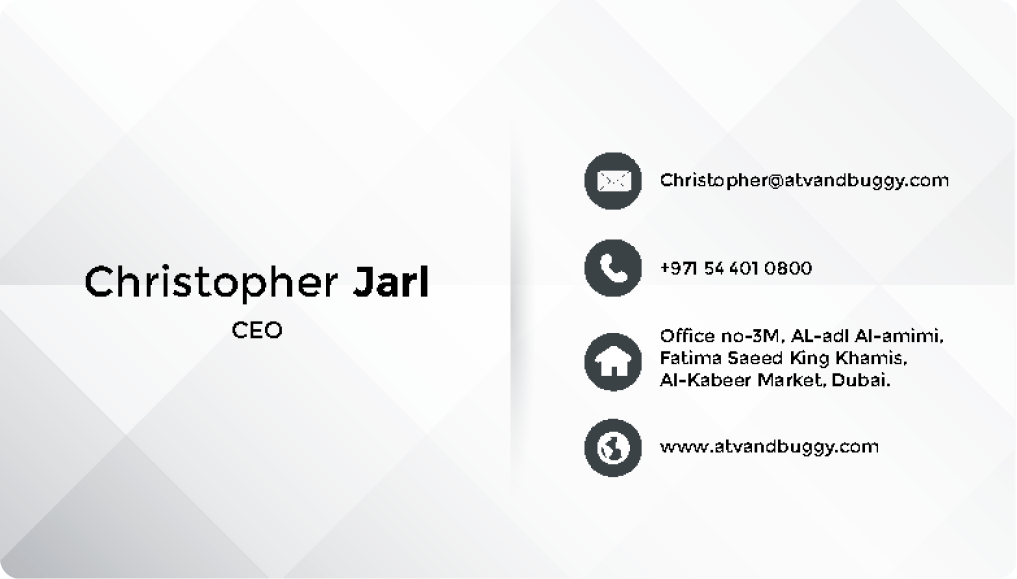 Christopher Jarl
CEO
Christopher@atvandbuggy.com
+971 54 401 0800
Office no-3M, AL-adl Al-amimi,
Fatima Saeed King Khamis,
Al-Kabeer Market, Dubai.
www.atvandbuggy.com